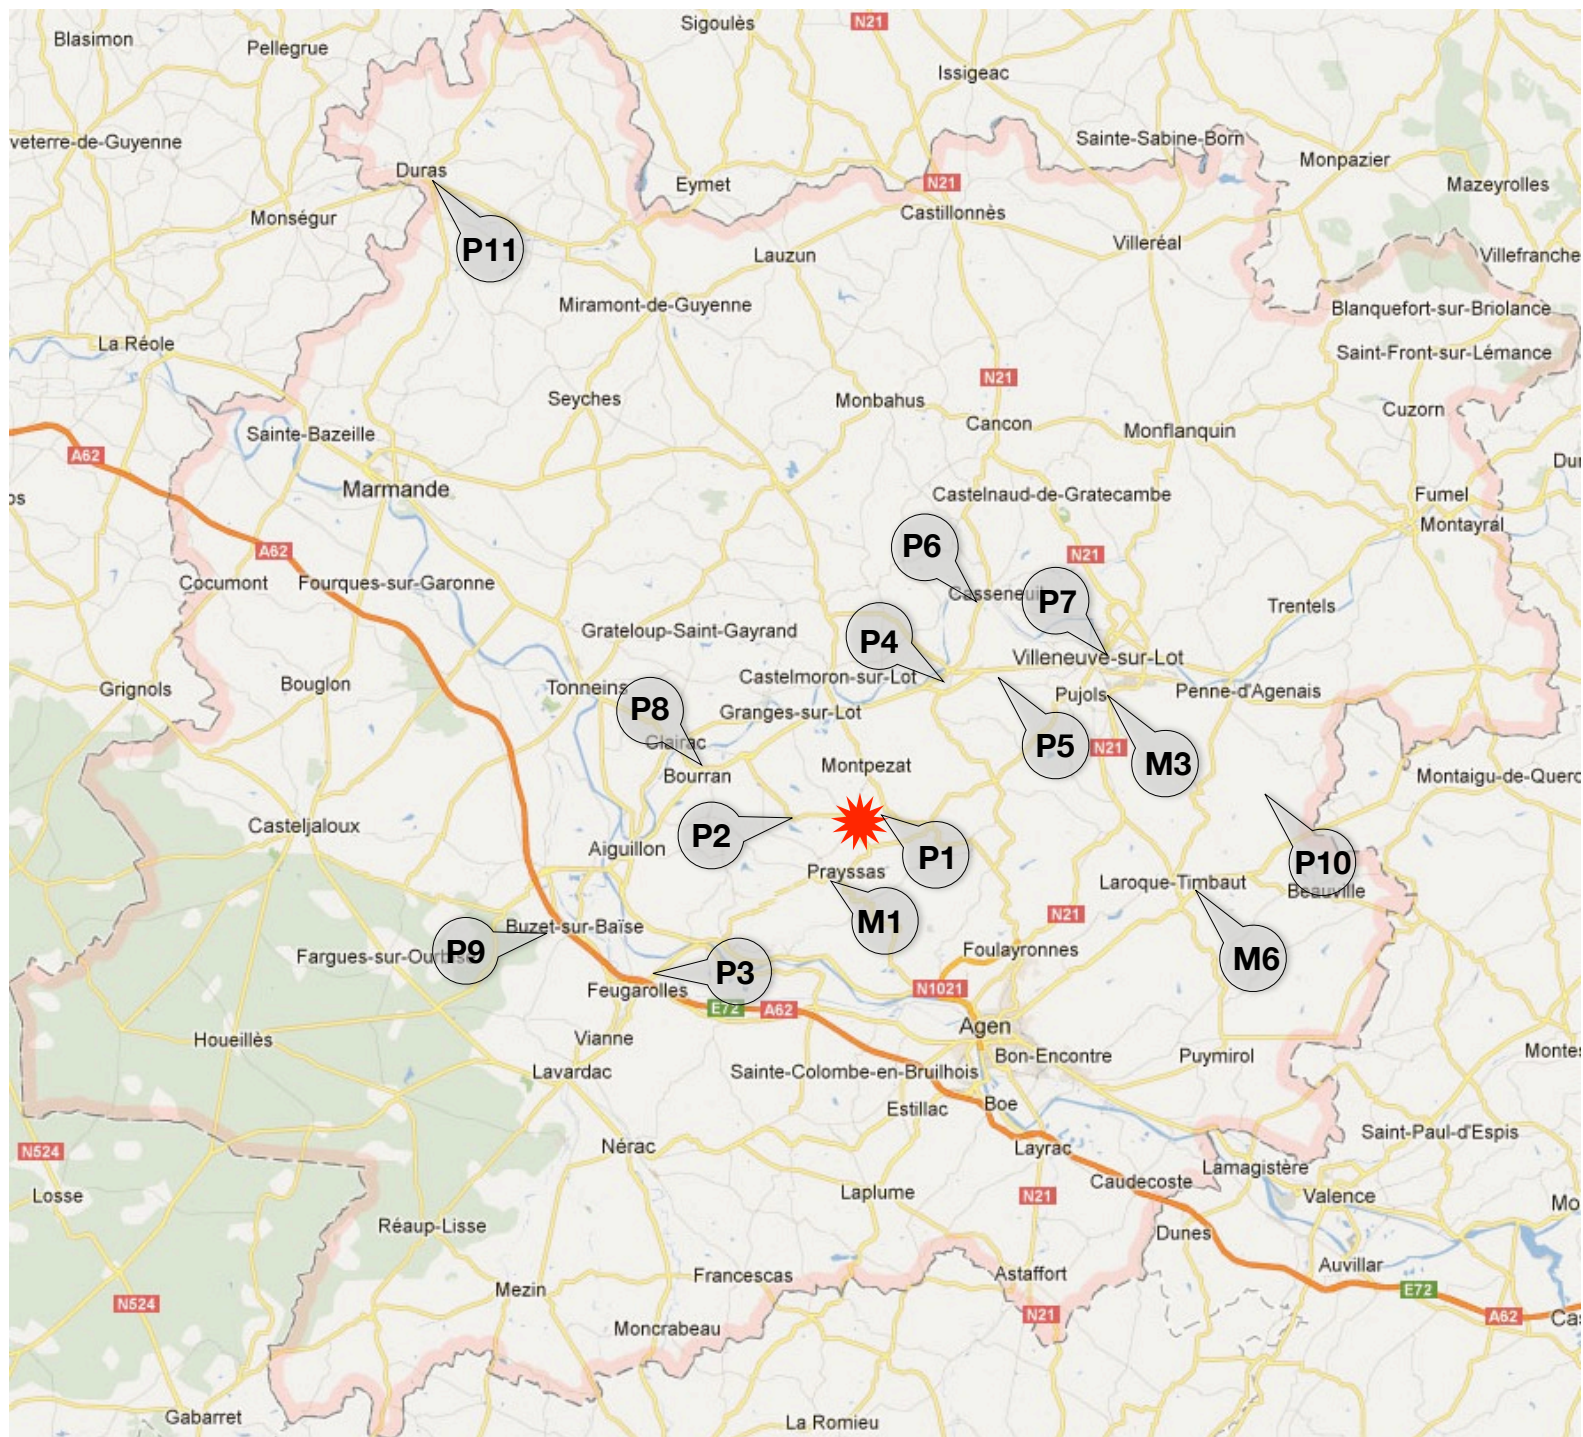 Blasimon
Pellegrue
Sigoulès
N21
Issigeac
veterre-de-Guyenne
Sainte-Sabine-Born
Monpazier
Duras
Eymet
N21
Mazeyrolles
Monségur
Castillonnès
P11
Villeréal
Lauzun
Villefranche
Miramont-de-Guyenne
Blanquefort-sur-Briolance
La Réole
Saint-Front-sur-Lémance
N21
Seyches
Monbahus
Cuzorn
Cancon
Monflanquin
Sainte-Bazeille
A62
Du
Marmande
Castelnaud-de-Gratecambe
Fumel
os
Montayral
P6
A62
N21
Cocumont
Fourques-sur-Garonne
Casseneuil
P7
Trentels
Grateloup-Saint-Gayrand
P4
Villeneuve-sur-Lot
Castelmoron-sur-Lot
Grignols
Bouglon
Tonneins
Pujols
Penne-d'Agenais
P8
Granges-sur-Lot
Clairac
P5
N21
M3
Bourran
Montpezat
Montaigu-de-Querc
Casteljaloux
P2
Aiguillon
P1
P10
Prayssas
Laroque-Timbaut
Beauville
M1
N21
Buzet-sur-Baïse
P9
Fargues-sur-Ourbise
Foulayronnes
M6
P3
Feugarolles
N1021
E72
A62
Agen
Houeillès
Vianne
Bon-Encontre
Puymirol
Montes
Lavardac
Sainte-Colombe-en-Bruilhois
Estillac
Boe
N524
Nérac
Layrac
Saint-Paul-d'Espis
Lamagistère
Caudecoste
Losse
Laplume
N21
Valence
Mo
Réaup-Lisse
Dunes
Auvillar
Francescas
Astaffort
Mezin
E72
N524
N21
A62
Cas
Moncrabeau
Gabarret
La Romieu